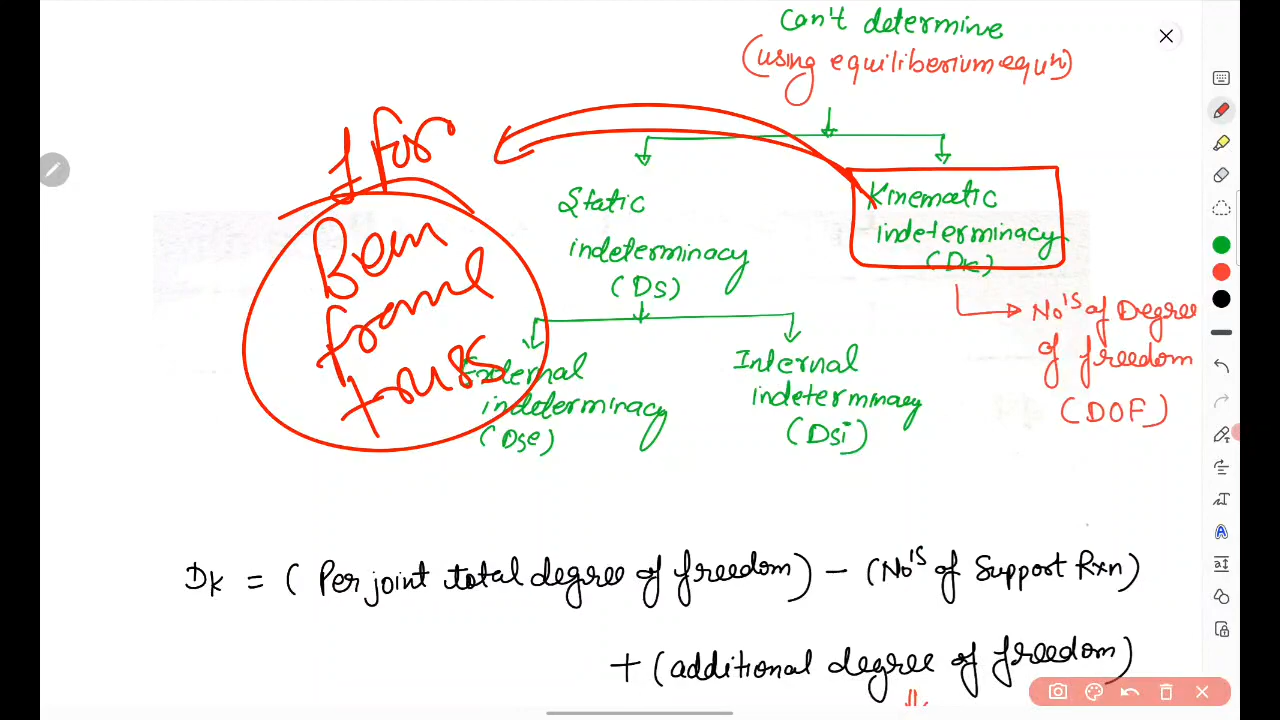 Can't determine
(using equiliberium equⁿ)
f for
Beam
frame
truss
Static
indeterminacy
(DS)
Kinematic
indeterminacy
(Dk)
No'S of Degree
of freedom
(DOF)
External
indeterminacy
(Dse)
Internal
indeterminacy
(Dsi)
Dk = (Per joint total degree of freedom) - (No'S of Support Rxn)
+ (additional degree of freedom)